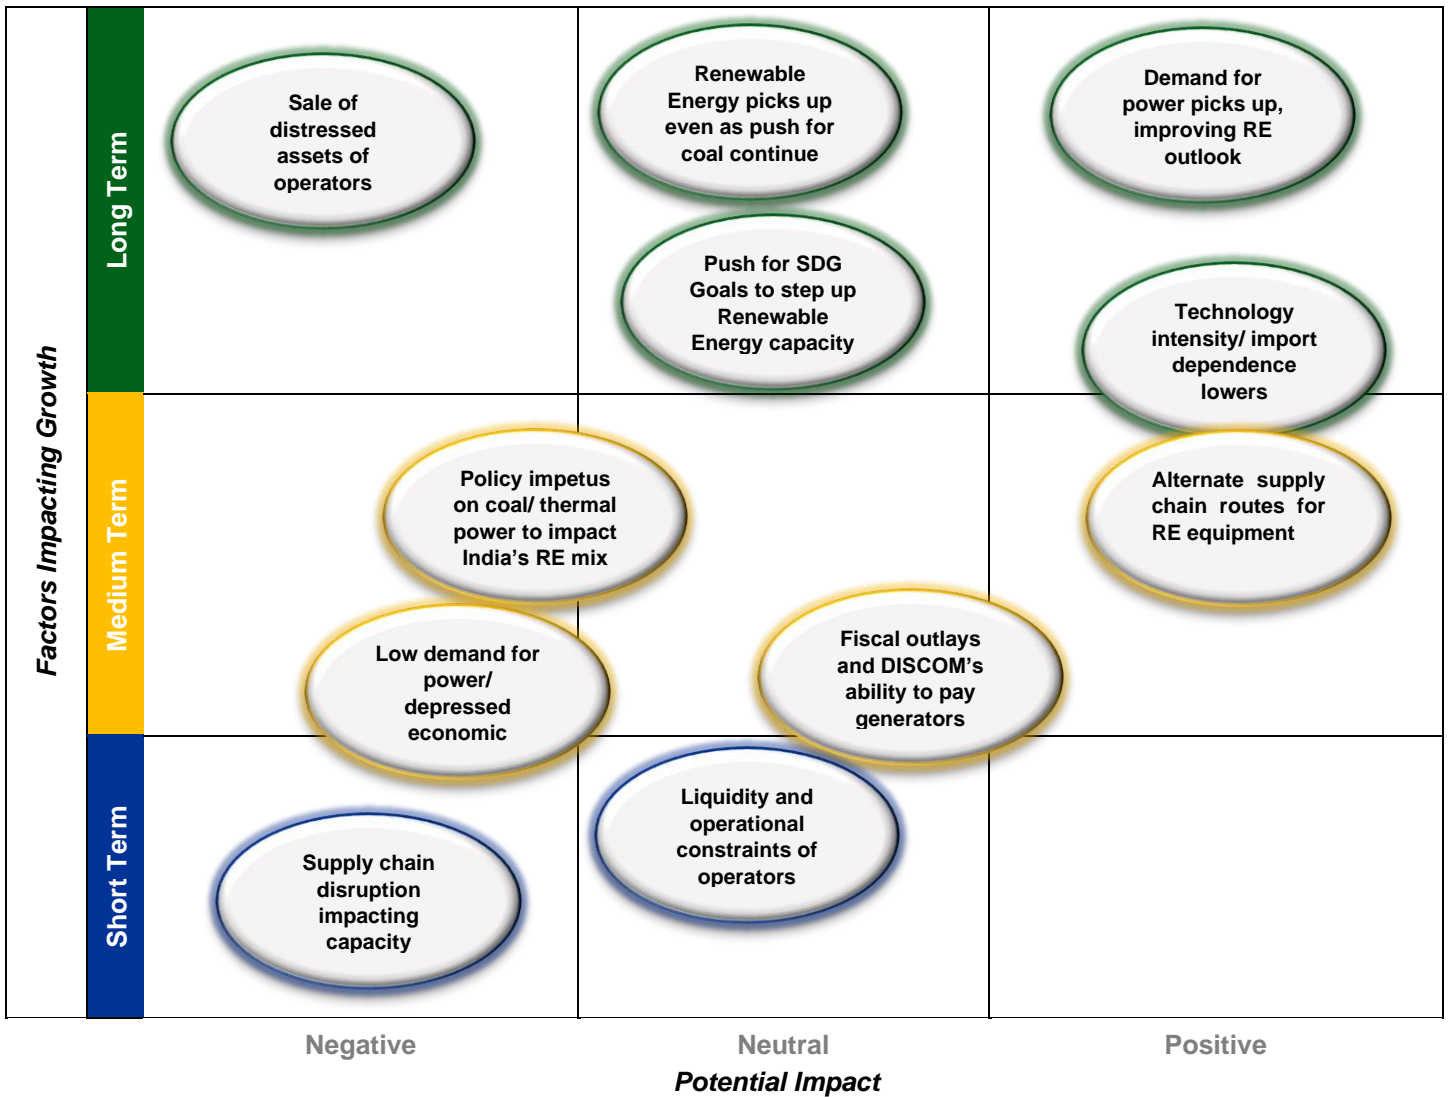 Factors Impacting Growth
Long Term
Sale of
distressed
assets of
operators
Renewable
Energy picks up
even as push for
coal continue
Push for SDG
Goals to step up
Renewable
Energy capacity
Demand for
power picks up,
improving RE
outlook
Technology
intensity/ import
dependence
lowers
Medium Term
Policy impetus
on coal/ thermal
power to impact
India’s RE mix
Low demand for
power/
depressed
economic
Fiscal outlays
and DISCOM’s
ability to pay
generators
Alternate supply
chain routes for
RE equipment
Short Term
Supply chain
disruption
impacting
capacity
Liquidity and
operational
constraints of
operators
Negative
Neutral
Positive
Potential Impact